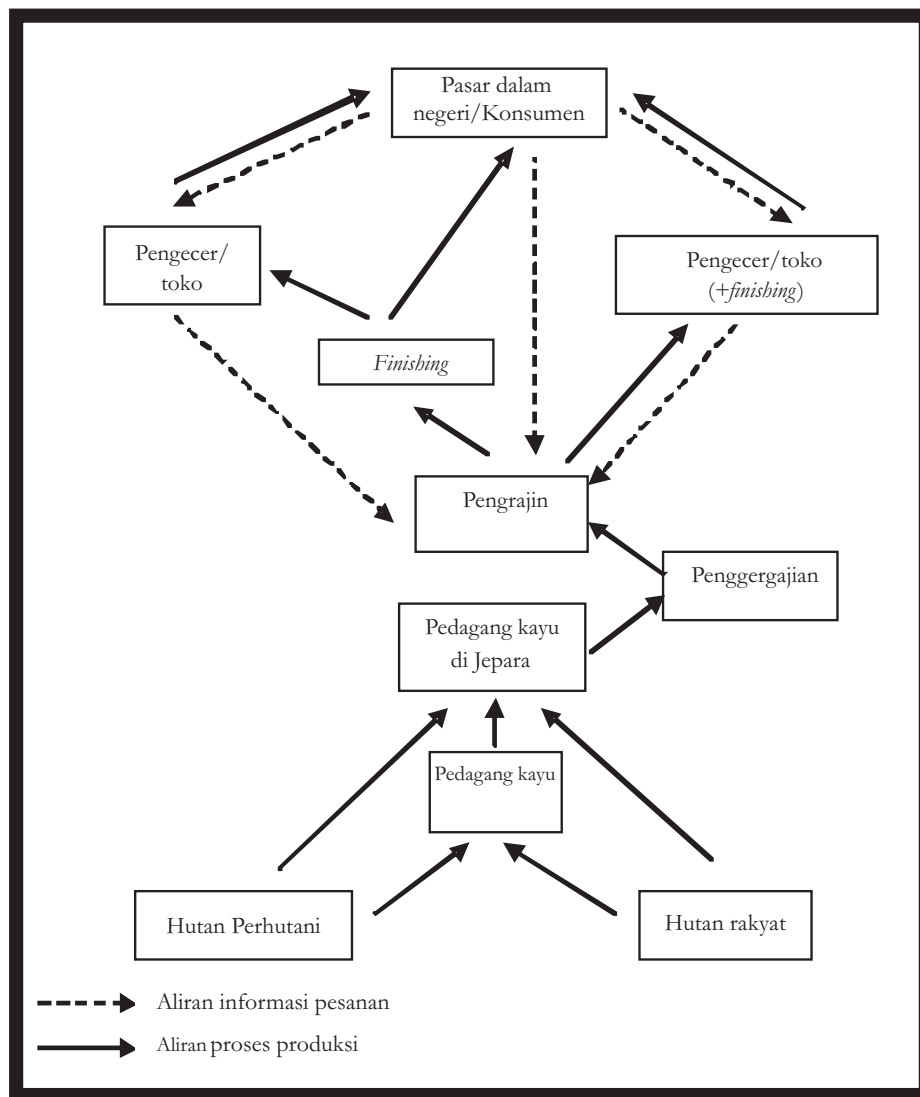 Pasar dalam
negeri/Konsumen
Pengecer/
toko
Pengecer/toko
(+finishing)
Finishing
Pengrajin
Penggergajian
Pedagang kayu
di Jepara
Pedagang kayu
Hutan Perhutani
Hutan rakyat
Aliran informasi pesanan
Aliran proses produksi